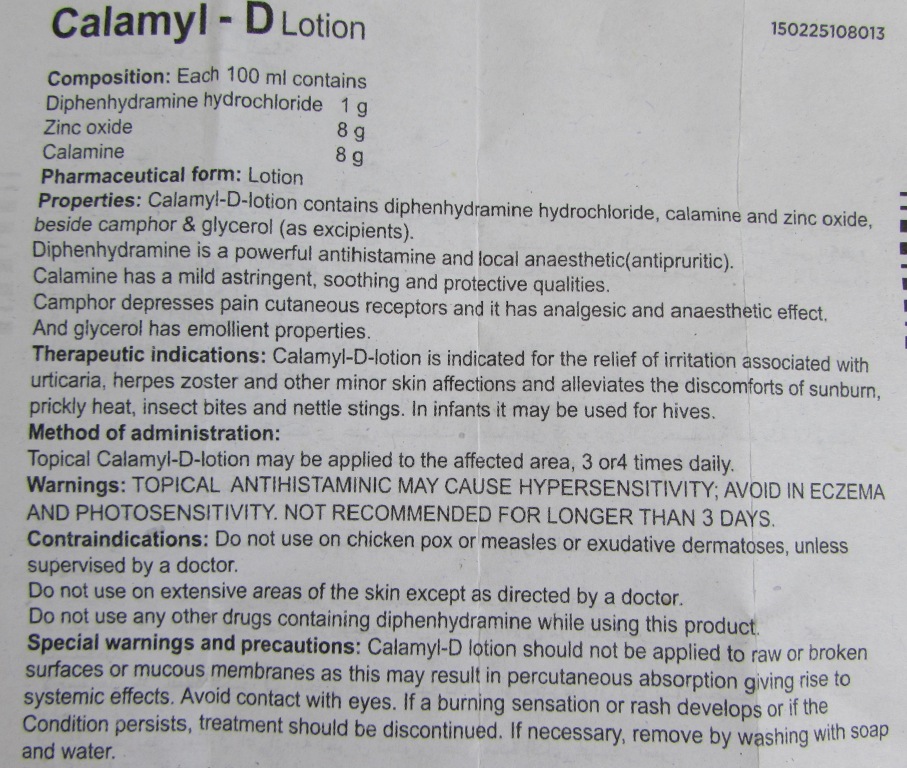 Calamyl - D Lotion
150225108013
Composition: Each 100 ml contains
Diphenhydramine hydrochloride 1 g
Zinc oxide 8 g
Calamine 8 g
Pharmaceutical form: Lotion
Properties: Calamyl-D-lotion contains diphenhydramine hydrochloride, calamine and zinc oxide,
beside camphor & glycerol (as excipients).
Diphenhydramine is a powerful antihistamine and local anaesthetic(antipruritic).
Calamine has a mild astringent, soothing and protective qualities.
Camphor depresses pain cutaneous receptors and it has analgesic and anaesthetic effect.
And glycerol has emollient properties.
Therapeutic indications: Calamyl-D-lotion is indicated for the relief of irritation associated with
urticaria, herpes zoster and other minor skin affections and alleviates the discomforts of sunburn,
prickly heat, insect bites and nettle stings. In infants it may be used for hives.
Method of administration:
Topical Calamyl-D-lotion may be applied to the affected area, 3 or4 times daily.
Warnings: TOPICAL ANTIHISTAMINIC MAY CAUSE HYPERSENSITIVITY; AVOID IN ECZEMA
AND PHOTOSENSITIVITY. NOT RECOMMENDED FOR LONGER THAN 3 DAYS.
Contraindications: Do not use on chicken pox or measles or exudative dermatoses, unless
supervised by a doctor.
Do not use on extensive areas of the skin except as directed by a doctor.
Do not use any other drugs containing diphenhydramine while using this product.
Special warnings and precautions: Calamyl-D lotion should not be applied to raw or broken
surfaces or mucous membranes as this may result in percutaneous absorption giving rise to
systemic effects. Avoid contact with eyes. If a burning sensation or rash develops or if the
Condition persists, treatment should be discontinued. If necessary, remove by washing with soap
and water.